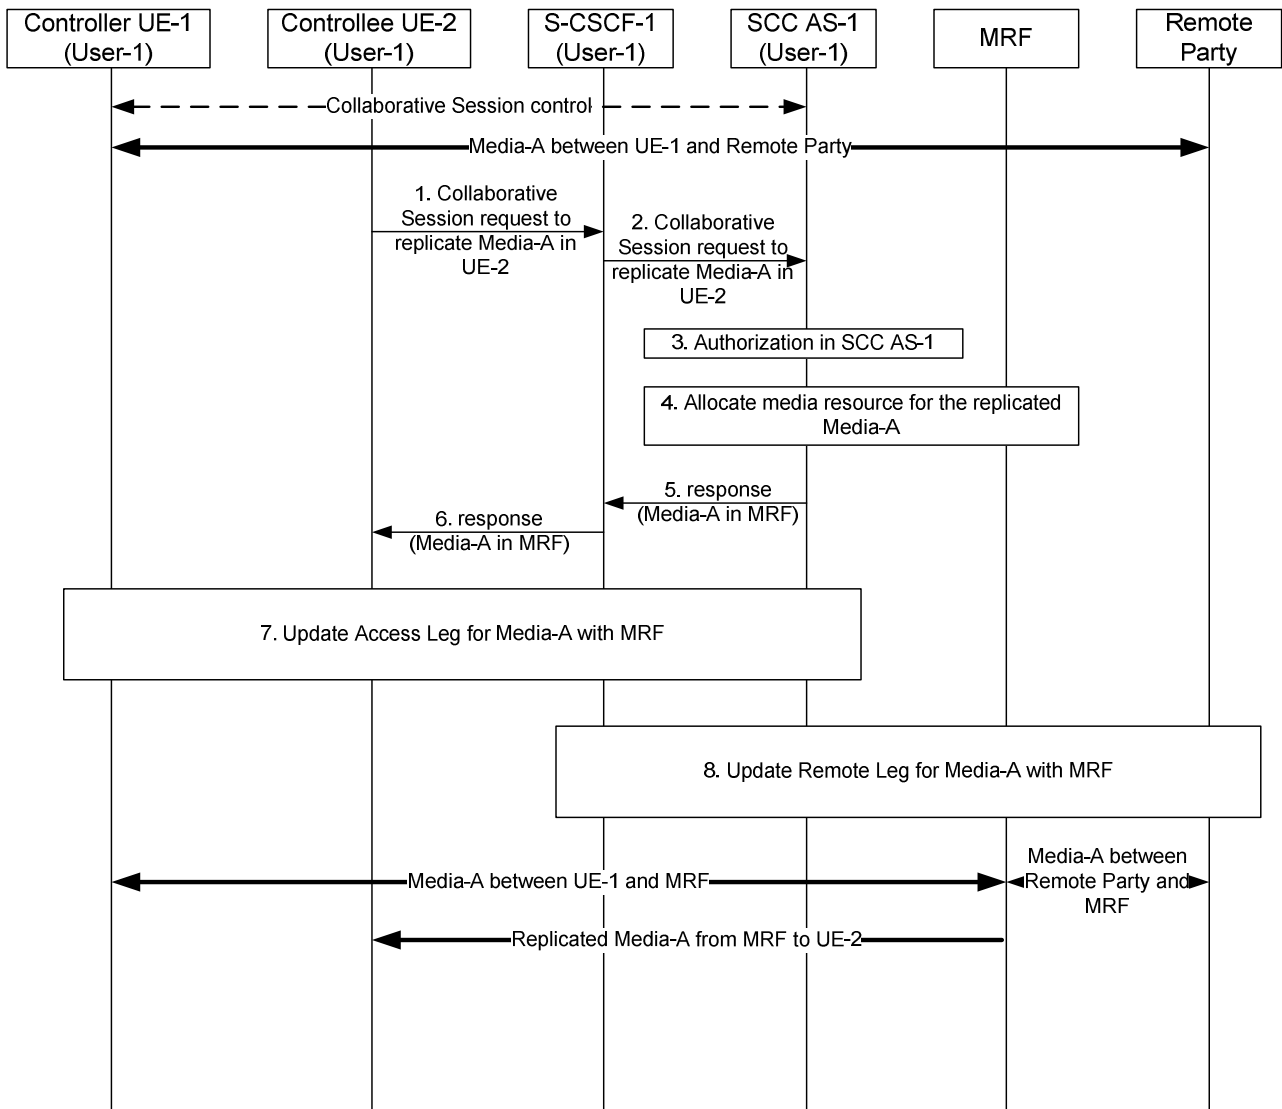 Controller UE-1
(User-1)
Controllee UE-2
(User-1)
S-CSCF-1
(User-1)
SCC AS-1
(User-1)
MRF
Remote
Party
Collaborative Session control
Media-A between UE-1 and Remote Party
1. Collaborative
Session request to
replicate Media-A in
UE-2
2. Collaborative
Session request to
replicate Media-A in
UE-2
3. Authorization in SCC AS-1
4. Allocate media resource for the replicated
Media-A
5. response
(Media-A in MRF)
6. response
(Media-A in MRF)
7. Update Access Leg for Media-A with MRF
8. Update Remote Leg for Media-A with MRF
Media-A between UE-1 and MRF
Media-A between
Remote Party and
MRF
Replicated Media-A from MRF to UE-2